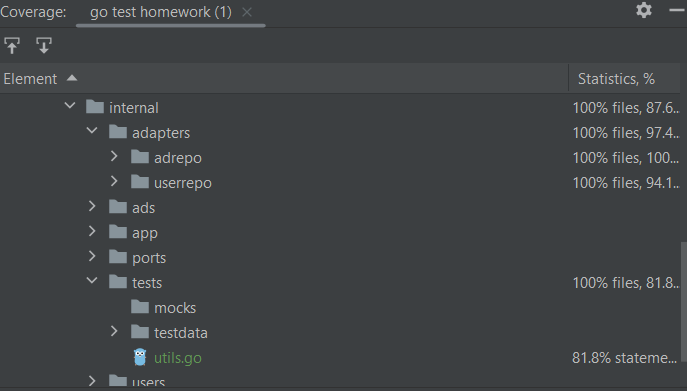 Coverage: go test homework (1)
Element Statistics, %
internal 100% files, 87.6...
adapters 100% files, 97.4...
adrepo 100% files, 100...
userrepo 100% files, 94.1...
ads
app
ports
tests 100% files, 81.8...
mocks
testdata
utils.go 81.8% stateme...
users